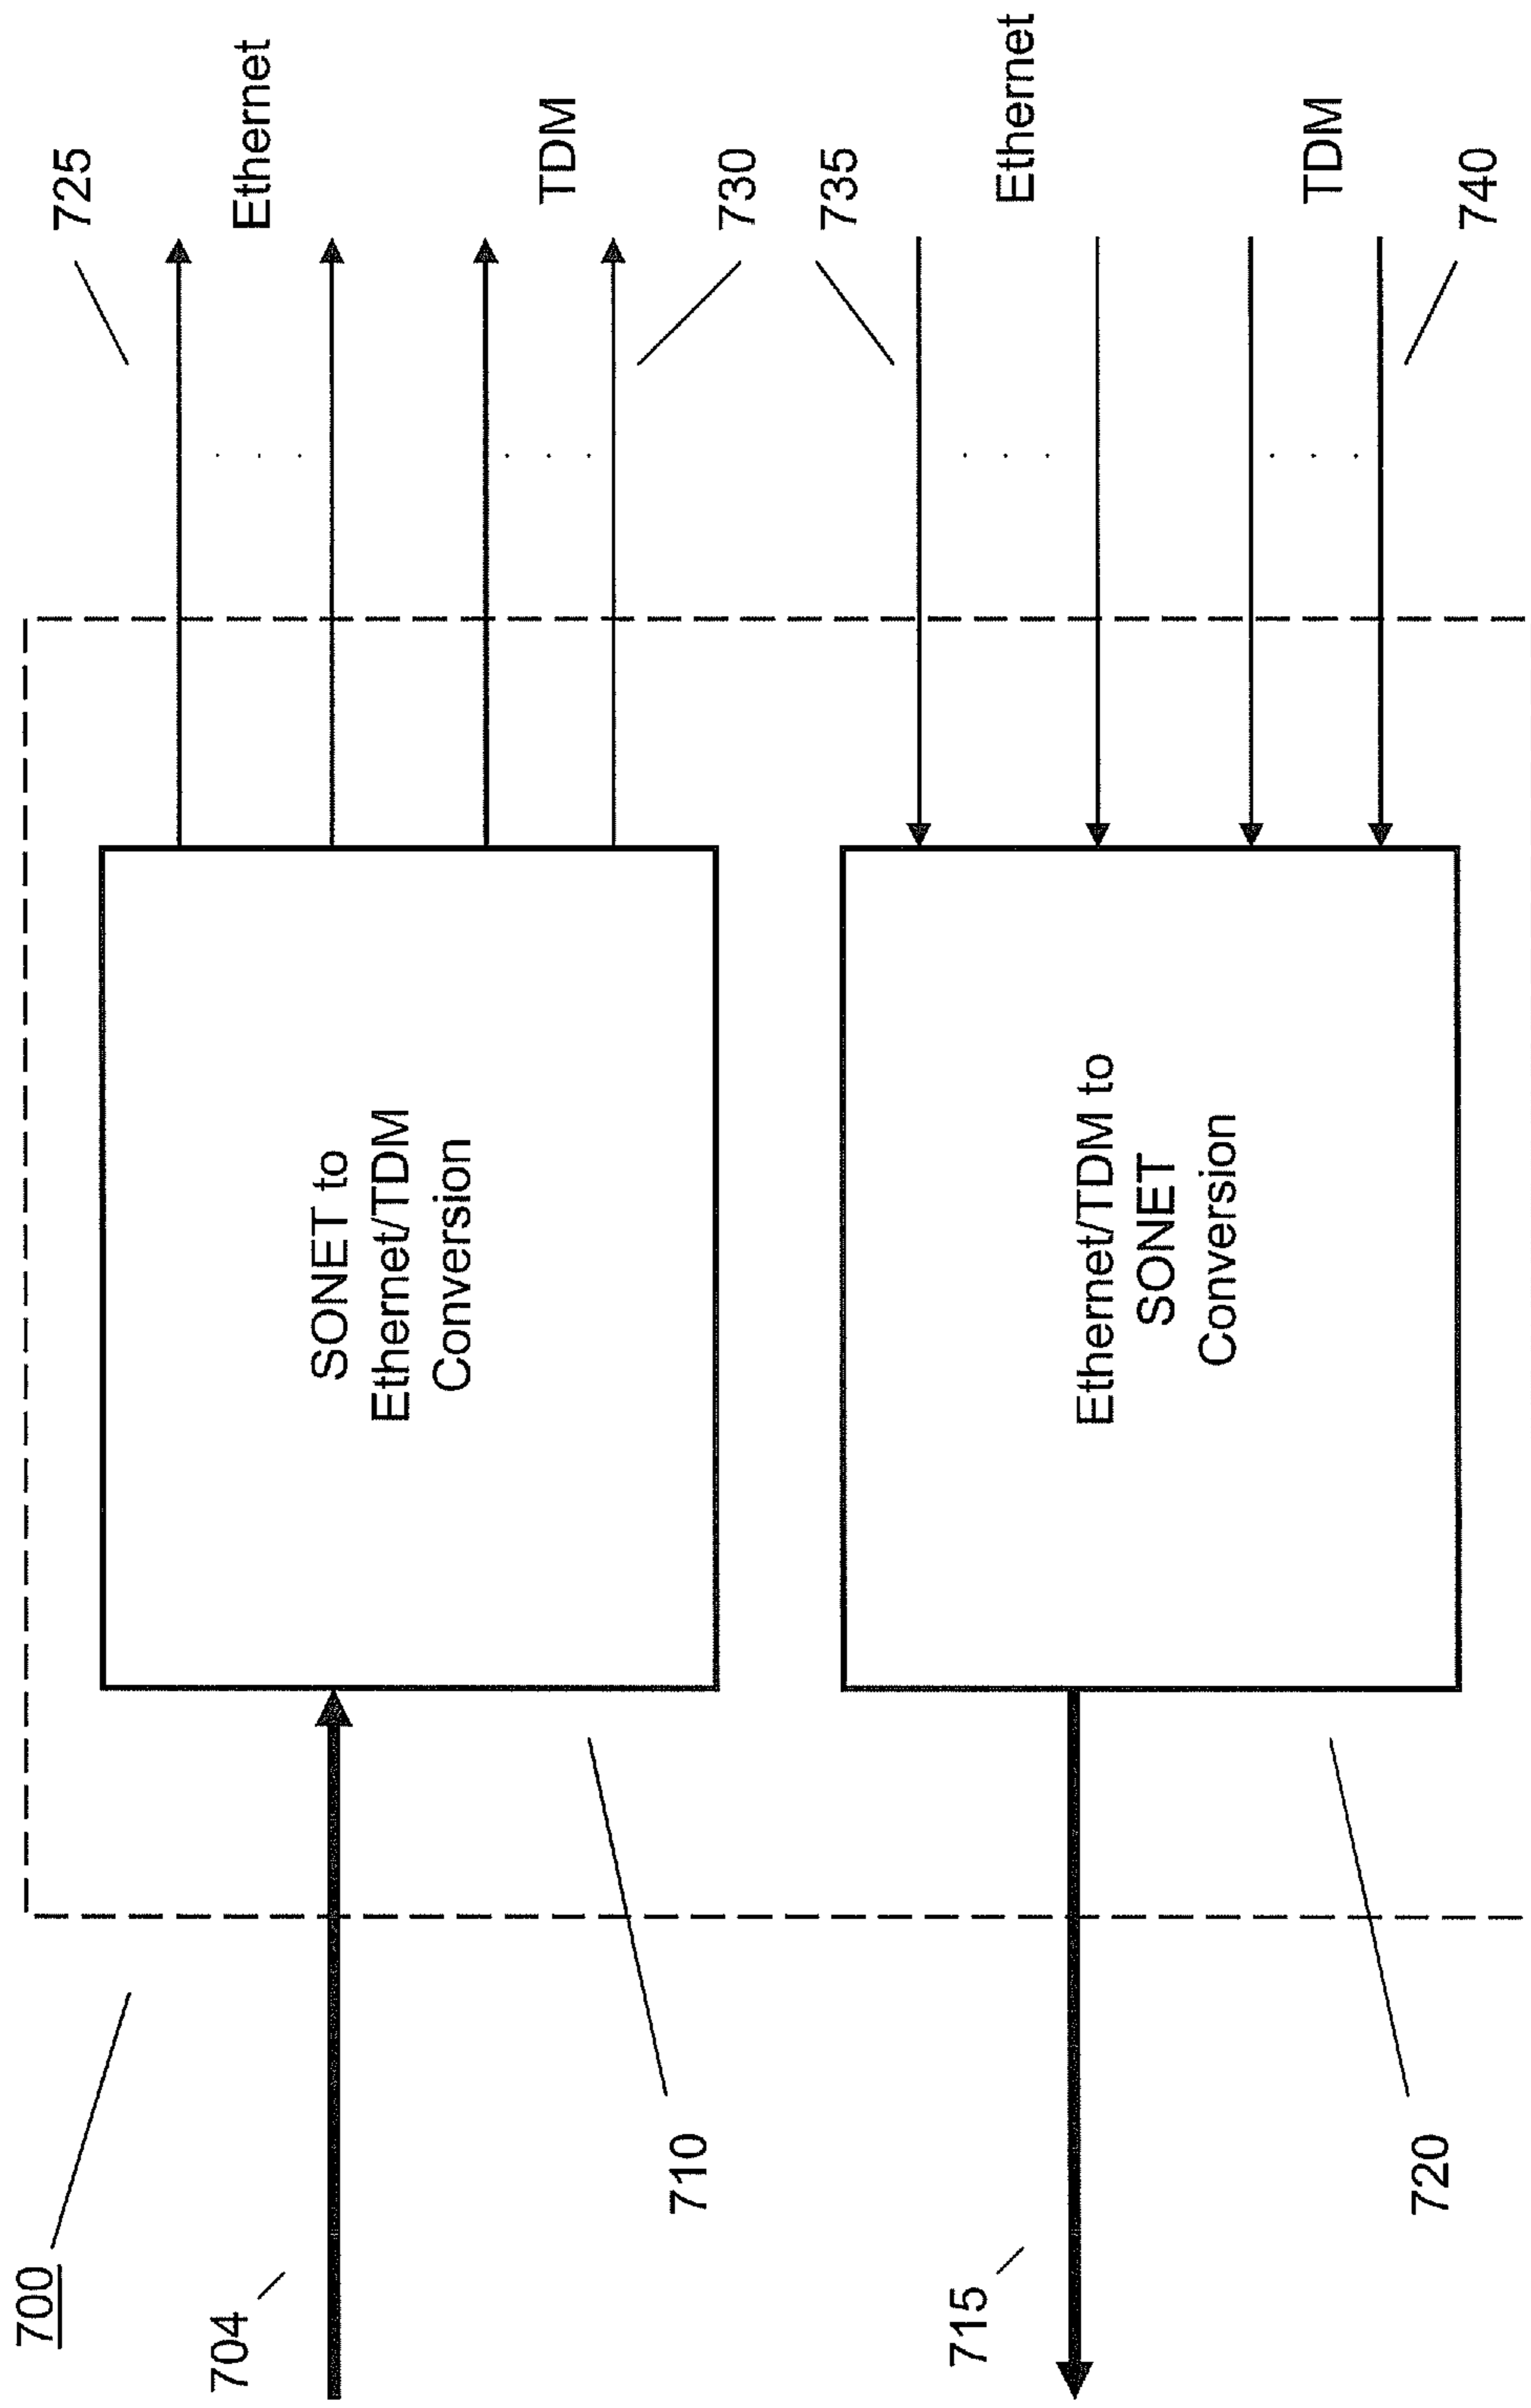 700
704
710
SONET to
Ethernet/TDM
Conversion
725
Ethernet
TDM
730
715
720
Ethernet/TDM to
SONET
Conversion
735
Ethernet
TDM
740